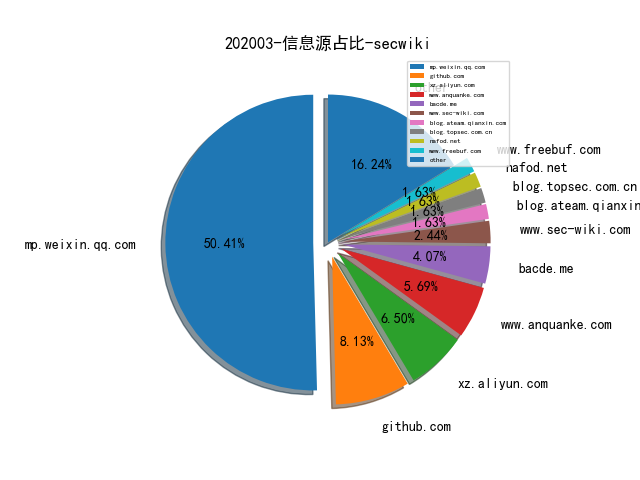 202003-信息源占比-secwiki
mp.weixin.qq.com
github.com
xz.aliyun.com
www.anquanke.com
bacde.me
www.sec-wiki.com
blog.ateam.qianxin.com
blog.topsec.com.cn
nafod.net
www.freebuf.com
other
16.24%
www.freebuf.com
nafod.net
blog.topsec.com.cn
blog.ateam.qianxin
www.sec-wiki.com
bacde.me
www.anquanke.com
xz.aliyun.com
github.com
mp.weixin.qq.com
50.41%
1.63%
1.63%
1.63%
1.63%
2.44%
4.07%
5.69%
6.50%
8.13%